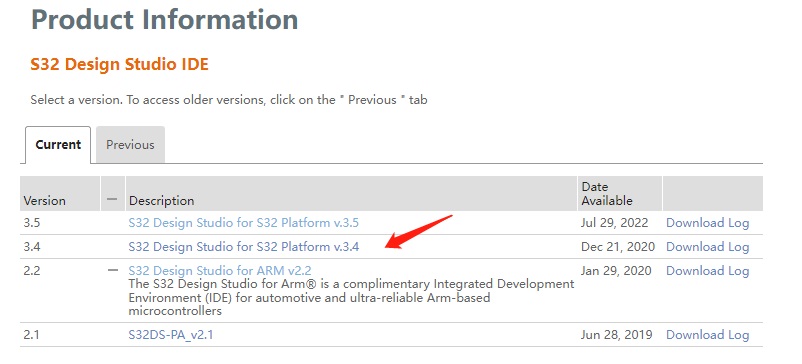 Product Information
S32 Design Studio IDE
Select a version. To access older versions, click on the " Previous " tab
Current Previous
Version — Description Date Available
3.5 S32 Design Studio for S32 Platform v.3.5 Jul 29, 2022 Download Log
3.4 S32 Design Studio for S32 Platform v.3.4 Dec 21, 2020 Download Log
2.2 — S32 Design Studio for ARM v2.2 Jan 29, 2020 Download Log
The S32 Design Studio for Arm® is a complimentary Integrated Development
Environment (IDE) for automotive and ultra-reliable Arm-based
microcontrollers
2.1 S32DS-PA_v2.1 Jun 28, 2019 Download Log